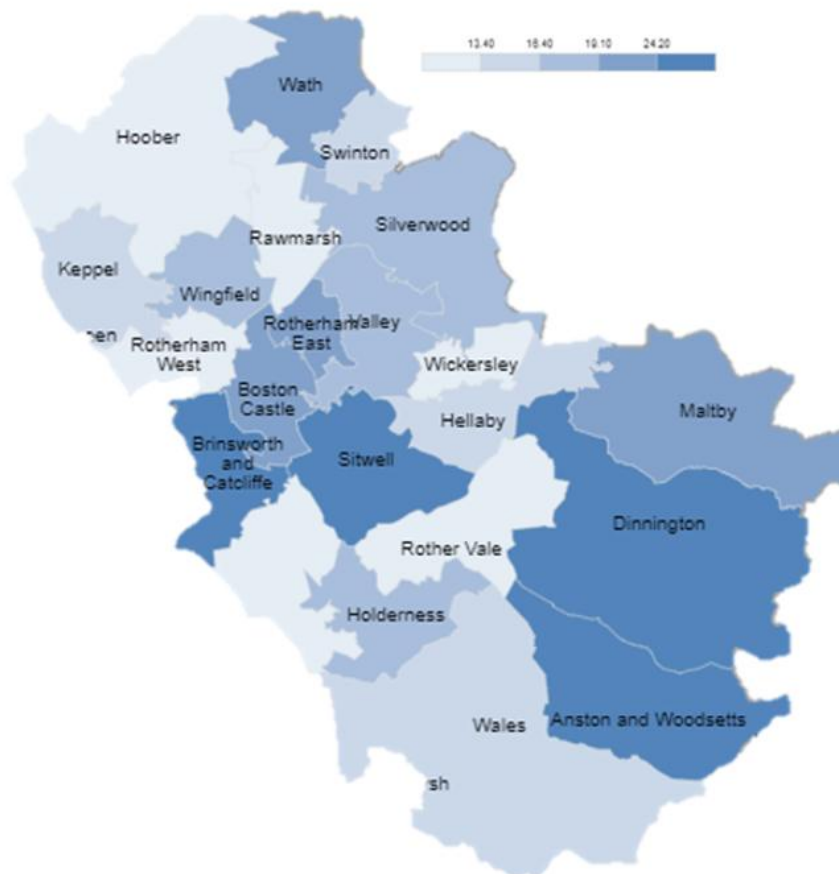 13.40 16.40 19.10 24.20
Wath
Hoober
Swinton
Silverwood
Rawmarsh
Keppel
Wingfield
Rotherham
East
Valley
een
Rotherham
West
Wickersley
Boston
Castle
Maltby
Hellaby
Brinsworth
and
Catcliffe
Sitwell
Dinnington
Rother Vale
Holderness
Anston and Woodsetts
Wales
sh